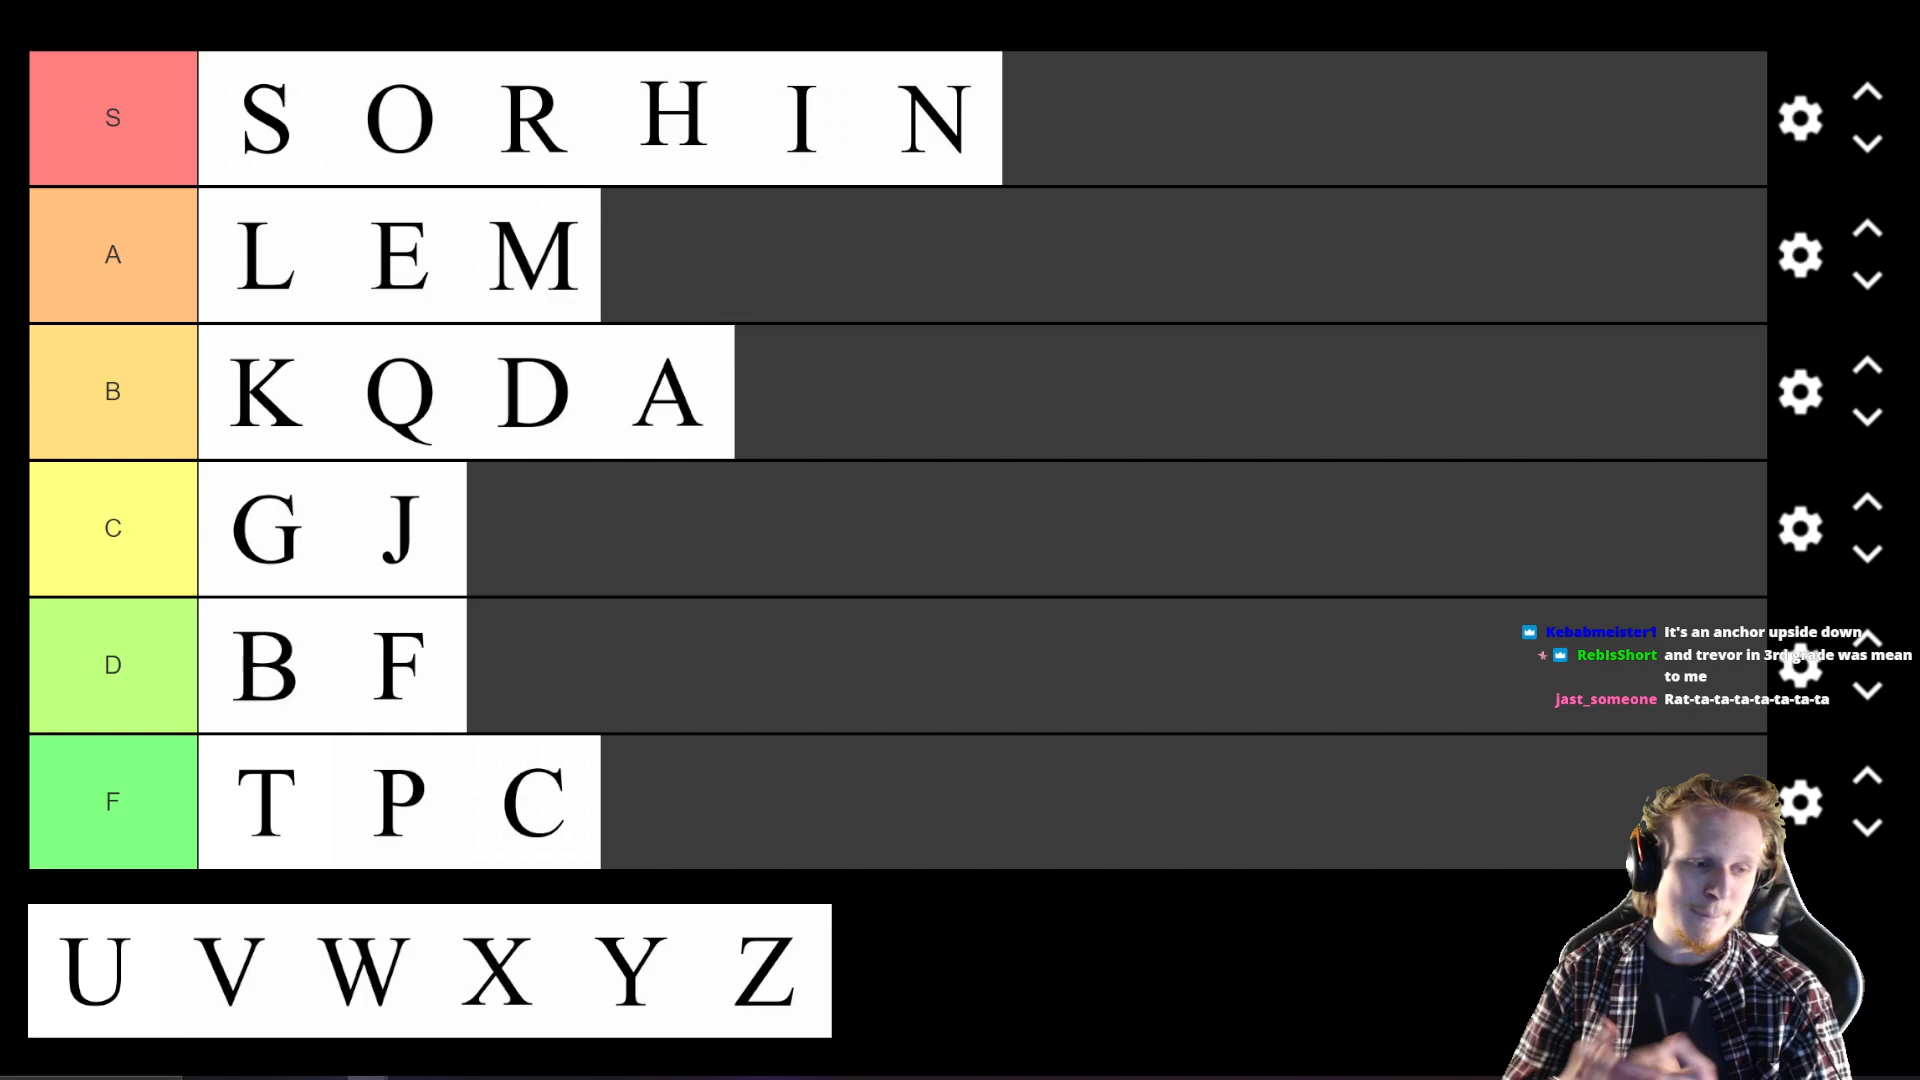 S S O R H I N
A L E M
B K Q D A
C G J
D B F
Kebabmeister1 It's an anchor upside down
RebIsShort and trevor in 3rd grade was mean
to me
jast_someone Rat-ta-ta-ta-ta-ta-ta-ta
F T P C
U V W X Y Z